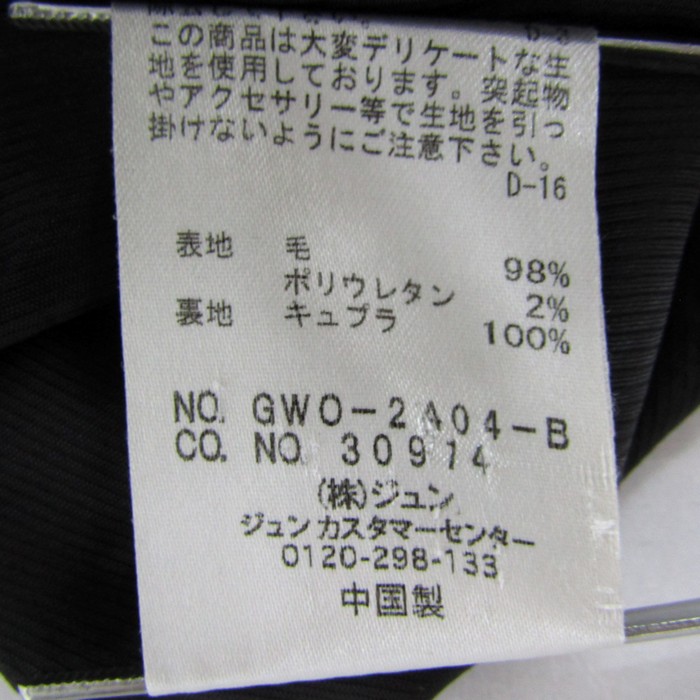 この商品は大変デリケートな生
地を使用しております。突起物
やアクセサリー等で生地を引っ
掛けないようにご注意下さい。
D-16
表地 毛 98%
ポリウレタン 2%
裏地 キュプラ 100%
NO. GWO-2404-B
CO. NO. 30914
(株)ジュン
ジュンカスタマーセンター
0120-298-133
中国製